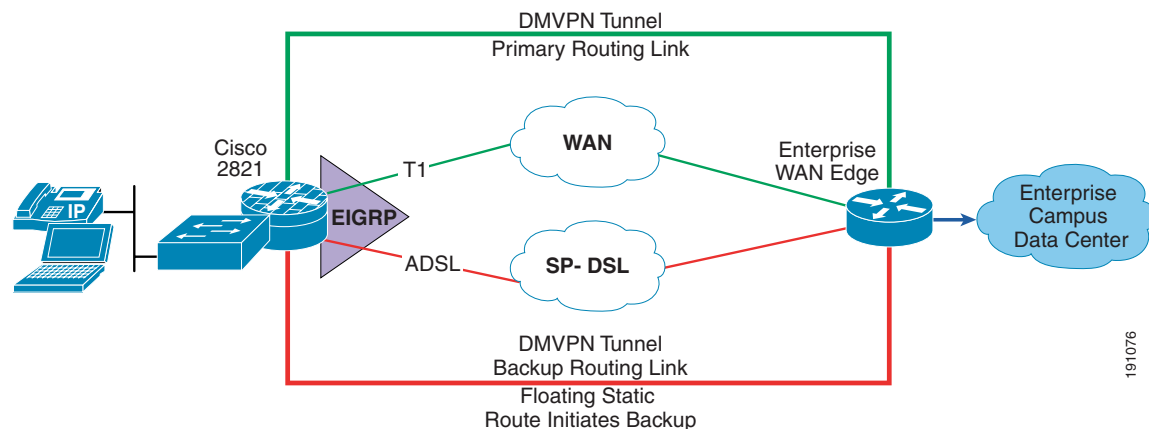 DMVPN Tunnel
Primary Routing Link
Cisco
2821
T1
WAN
Enterprise
WAN Edge
IP
EIGRP
Enterprise
Campus
Data Center
ADSL
SP- DSL
DMVPN Tunnel
Backup Routing Link
Floating Static
Route Initiates Backup
191076